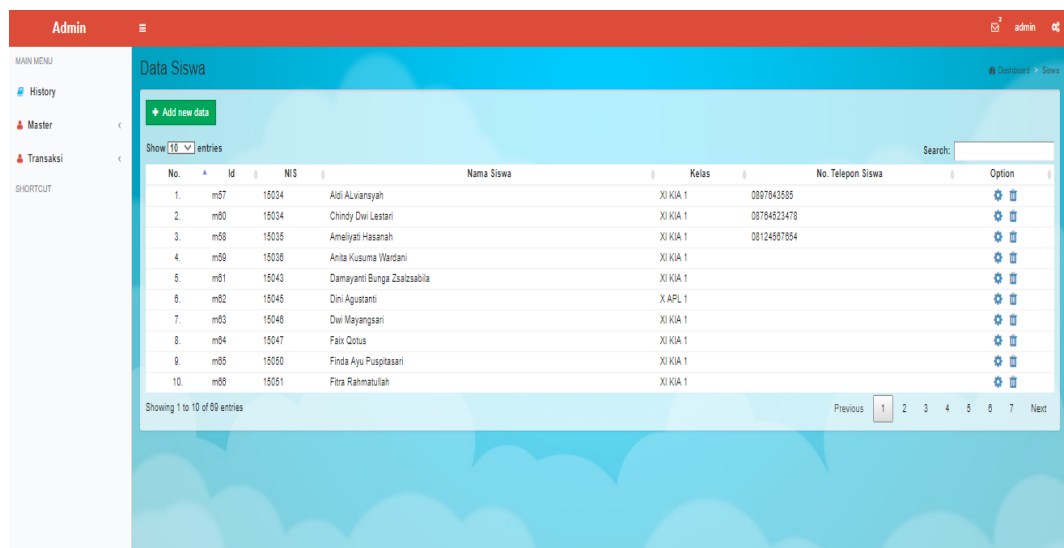 Admin 2 admin
MAIN MENU
Data Siswa
Dashboard > Siswa
History
Master
Transaksi
SHORTCUT
+ Add new data
Show 10 entries
Search:
No. Id NIS Nama Siswa Kelas No. Telepon Siswa Option
1. m57 15034 Aldi ALviansyah XI KIA 1 0897643585
2. m60 15034 Chindy Dwi Lestari XI KIA 1 08764523478
3. m58 15035 Ameliyati Hasanah XI KIA 1 08124567654
4. m59 15036 Anita Kusuma Wardani XI KIA 1
5. m61 15043 Damayanti Bunga Zsalzsabila XI KIA 1
6. m62 15045 Dini Agustanti X APL 1
7. m63 15046 Dwi Mayangsari XI KIA 1
8. m64 15047 Faix Qotus XI KIA 1
9. m65 15050 Finda Ayu Puspitasari XI KIA 1
10. m66 15051 Fitra Rahmatullah XI KIA 1
Showing 1 to 10 of 69 entries
Previous 1 2 3 4 5 6 7 Next